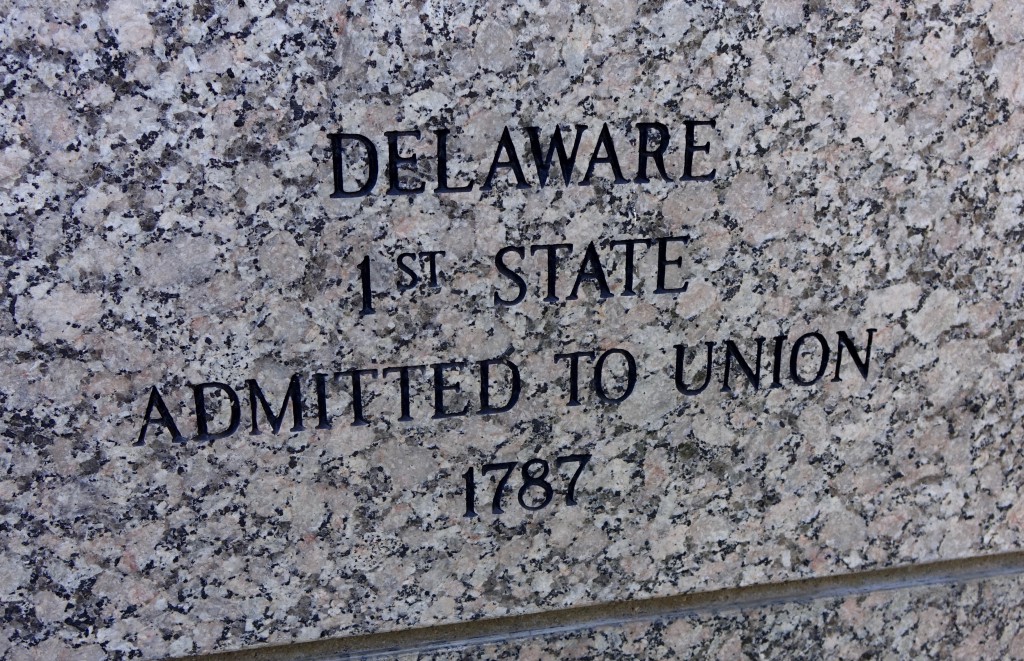 DELAWARE
1ST STATE
ADMITTED TO UNION
1787